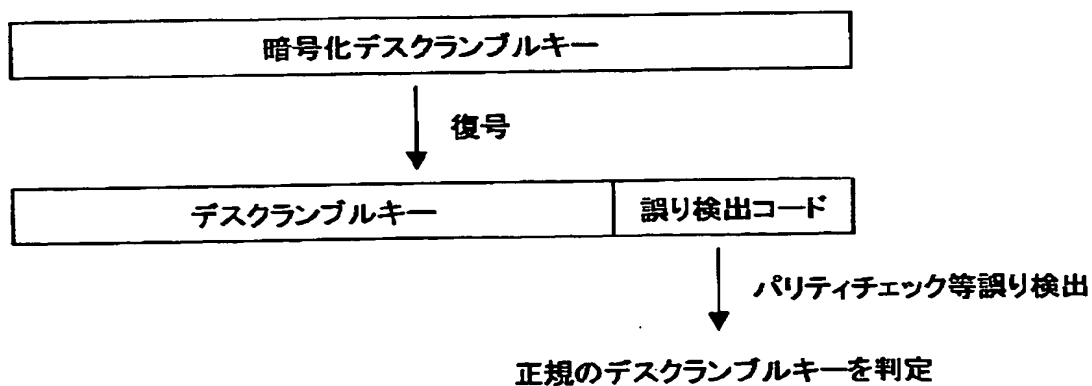 暗号化デスクランブルキー
復号
デスクランブルキー
誤り検出コード
パリティチェック等誤り検出
正規のデスクランブルキーを判定